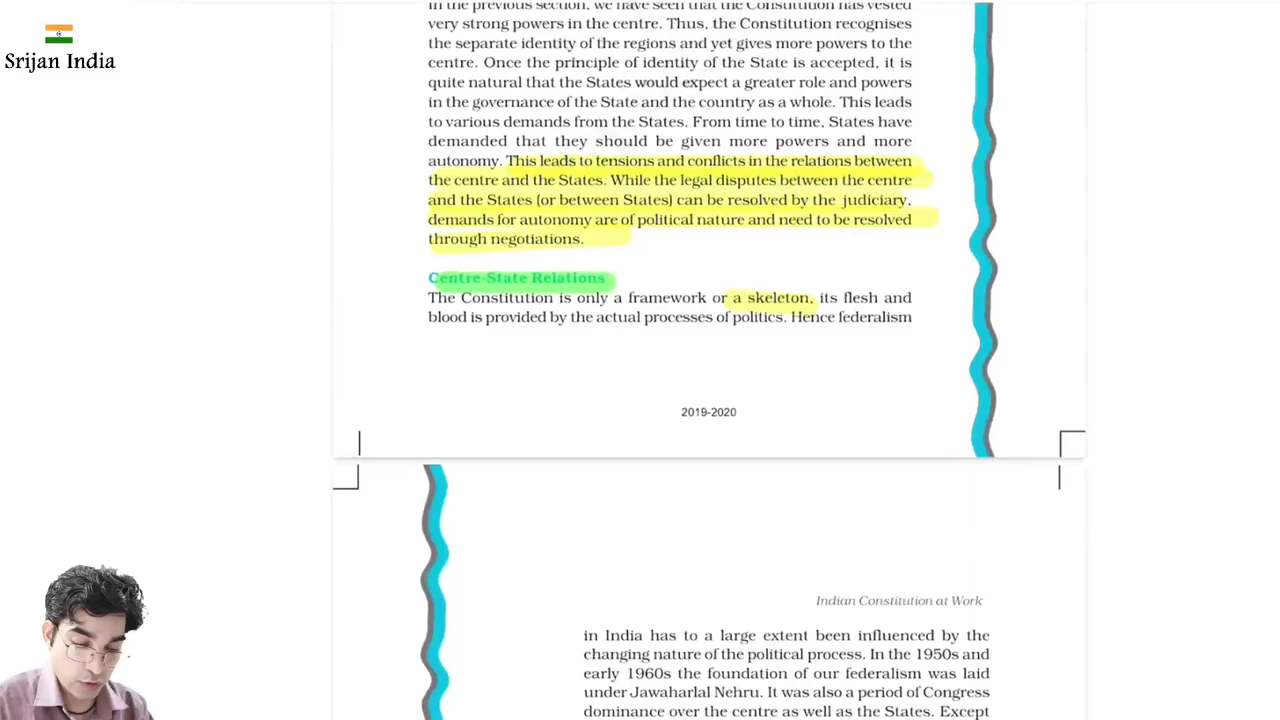 Srijan India
in the previous section, we have seen that the Constitution has vested
very strong powers in the centre. Thus, the Constitution recognises
the separate identity of the regions and yet gives more powers to the
centre. Once the principle of identity of the State is accepted, it is
quite natural that the States would expect a greater role and powers
in the governance of the State and the country as a whole. This leads
to various demands from the States. From time to time, States have
demanded that they should be given more powers and more
autonomy. This leads to tensions and conflicts in the relations between
the centre and the States. While the legal disputes between the centre
and the States (or between States) can be resolved by the judiciary,
demands for autonomy are of political nature and need to be resolved
through negotiations.
Centre-State Relations
The Constitution is only a framework or a skeleton, its flesh and
blood is provided by the actual processes of politics. Hence federalism
2019-2020
Indian Constitution at Work
in India has to a large extent been influenced by the
changing nature of the political process. In the 1950s and
early 1960s the foundation of our federalism was laid
under Jawaharlal Nehru. It was also a period of Congress
dominance over the centre as well as the States. Except